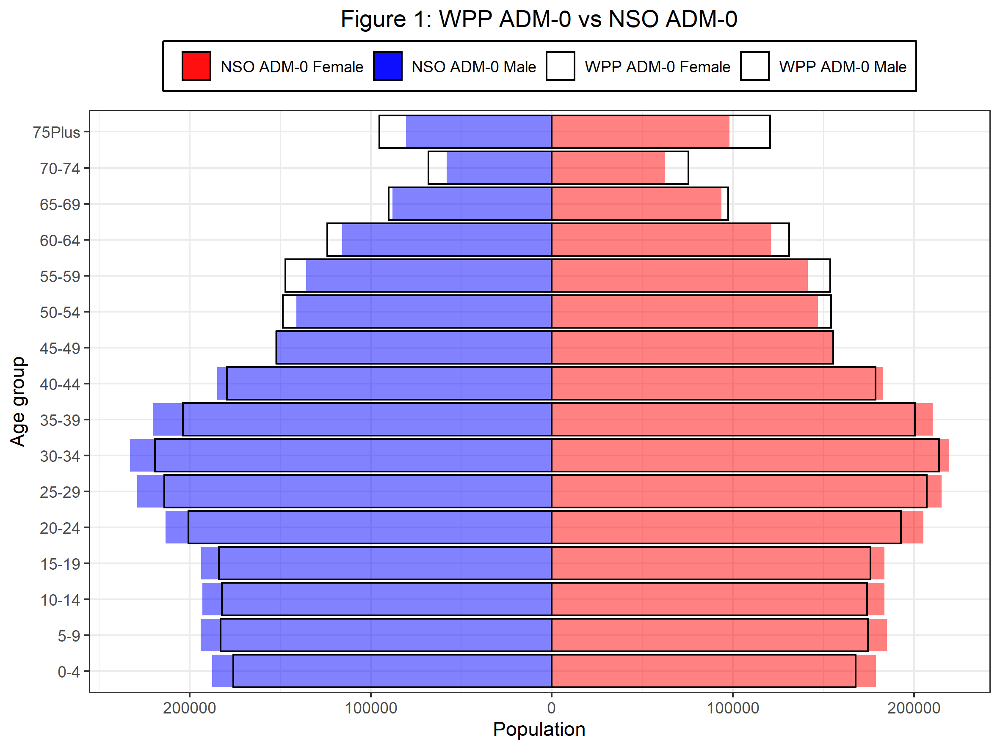 Figure 1: WPP ADM-0 vs NSO ADM-0
NSO ADM-0 Female NSO ADM-0 Male WPP ADM-0 Female WPP ADM-0 Male
Age group
75Plus
70-74
65-69
60-64
55-59
50-54
45-49
40-44
35-39
30-34
25-29
20-24
15-19
10-14
5-9
0-4
200000 100000 0 100000 200000
Population